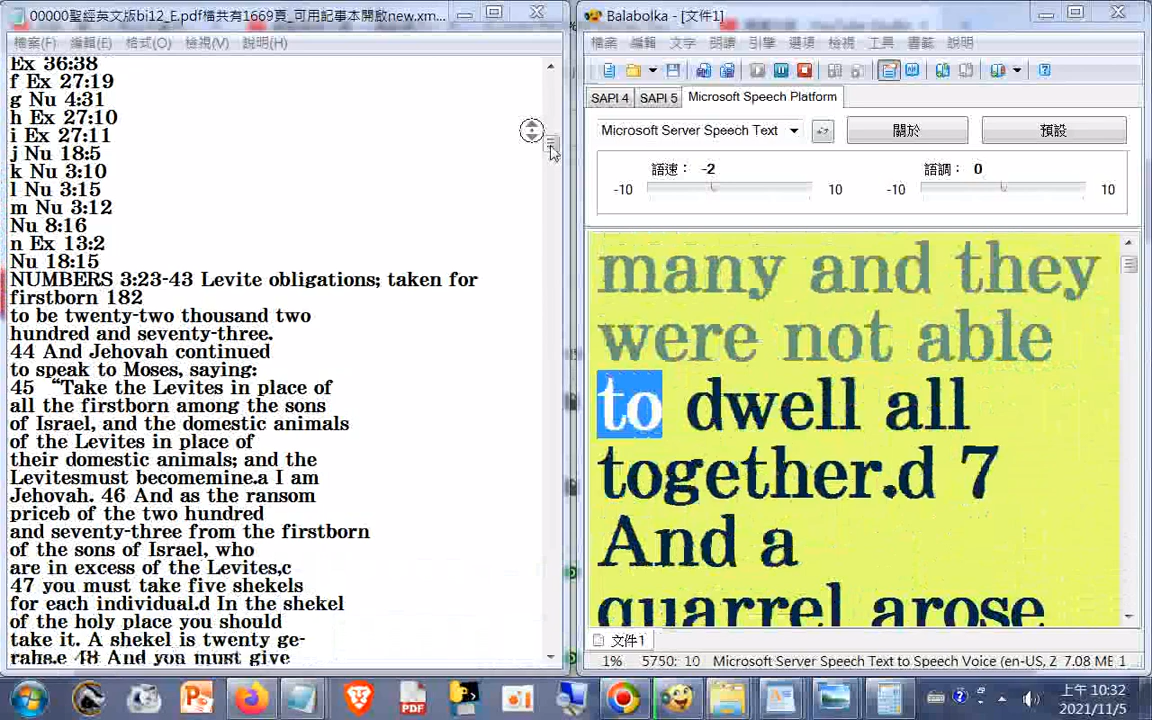 00000聖經英文版bi12_E.pdf檔共有1669頁_可用記事本開啟new.xm...
檔案(F) 編輯(E) 格式(O) 檢視(V) 說明(H)
Ex 36:38
f Ex 27:19
g Nu 4:31
h Ex 27:10
i Ex 27:11
j Nu 18:5
k Nu 3:10
l Nu 3:15
m Nu 3:12
Nu 8:16
n Ex 13:2
Nu 18:15
NUMBERS 3:23-43 Levite obligations; taken for
firstborn 182
to be twenty-two thousand two
hundred and seventy-three.
44 And Jehovah continued
to speak to Moses, saying:
45 “Take the Levites in place of
all the firstborn among the sons
of Israel, and the domestic animals
of the Levites in place of
their domestic animals; and the
Levitesmust becomemine.a I am
Jehovah. 46 And as the ransom
priceb of the two hundred
and seventy-three from the firstborn
of the sons of Israel, who
are in excess of the Levites,c
47 you must take five shekels
for each individual.d In the shekel
of the holy place you should
take it. A shekel is twenty ge-
rahs.e 48 And you must give
Balabolka - [文件1]
檔案 編輯 文字 朗讀 引擎 選項 檢視 工具 書籤 說明
SAPI 4 SAPI 5 Microsoft Speech Platform
Microsoft Server Speech Text 關於 預設
語速： -2 語調： 0
-10 10 -10 10
many and they
were not able
to dwell all
together.d 7
And a
quarrel arose
文件1
1% 5750: 10 Microsoft Server Speech Text to Speech Voice (en-US, Z 7.08 ME 1
上午 10:32
2021/11/5